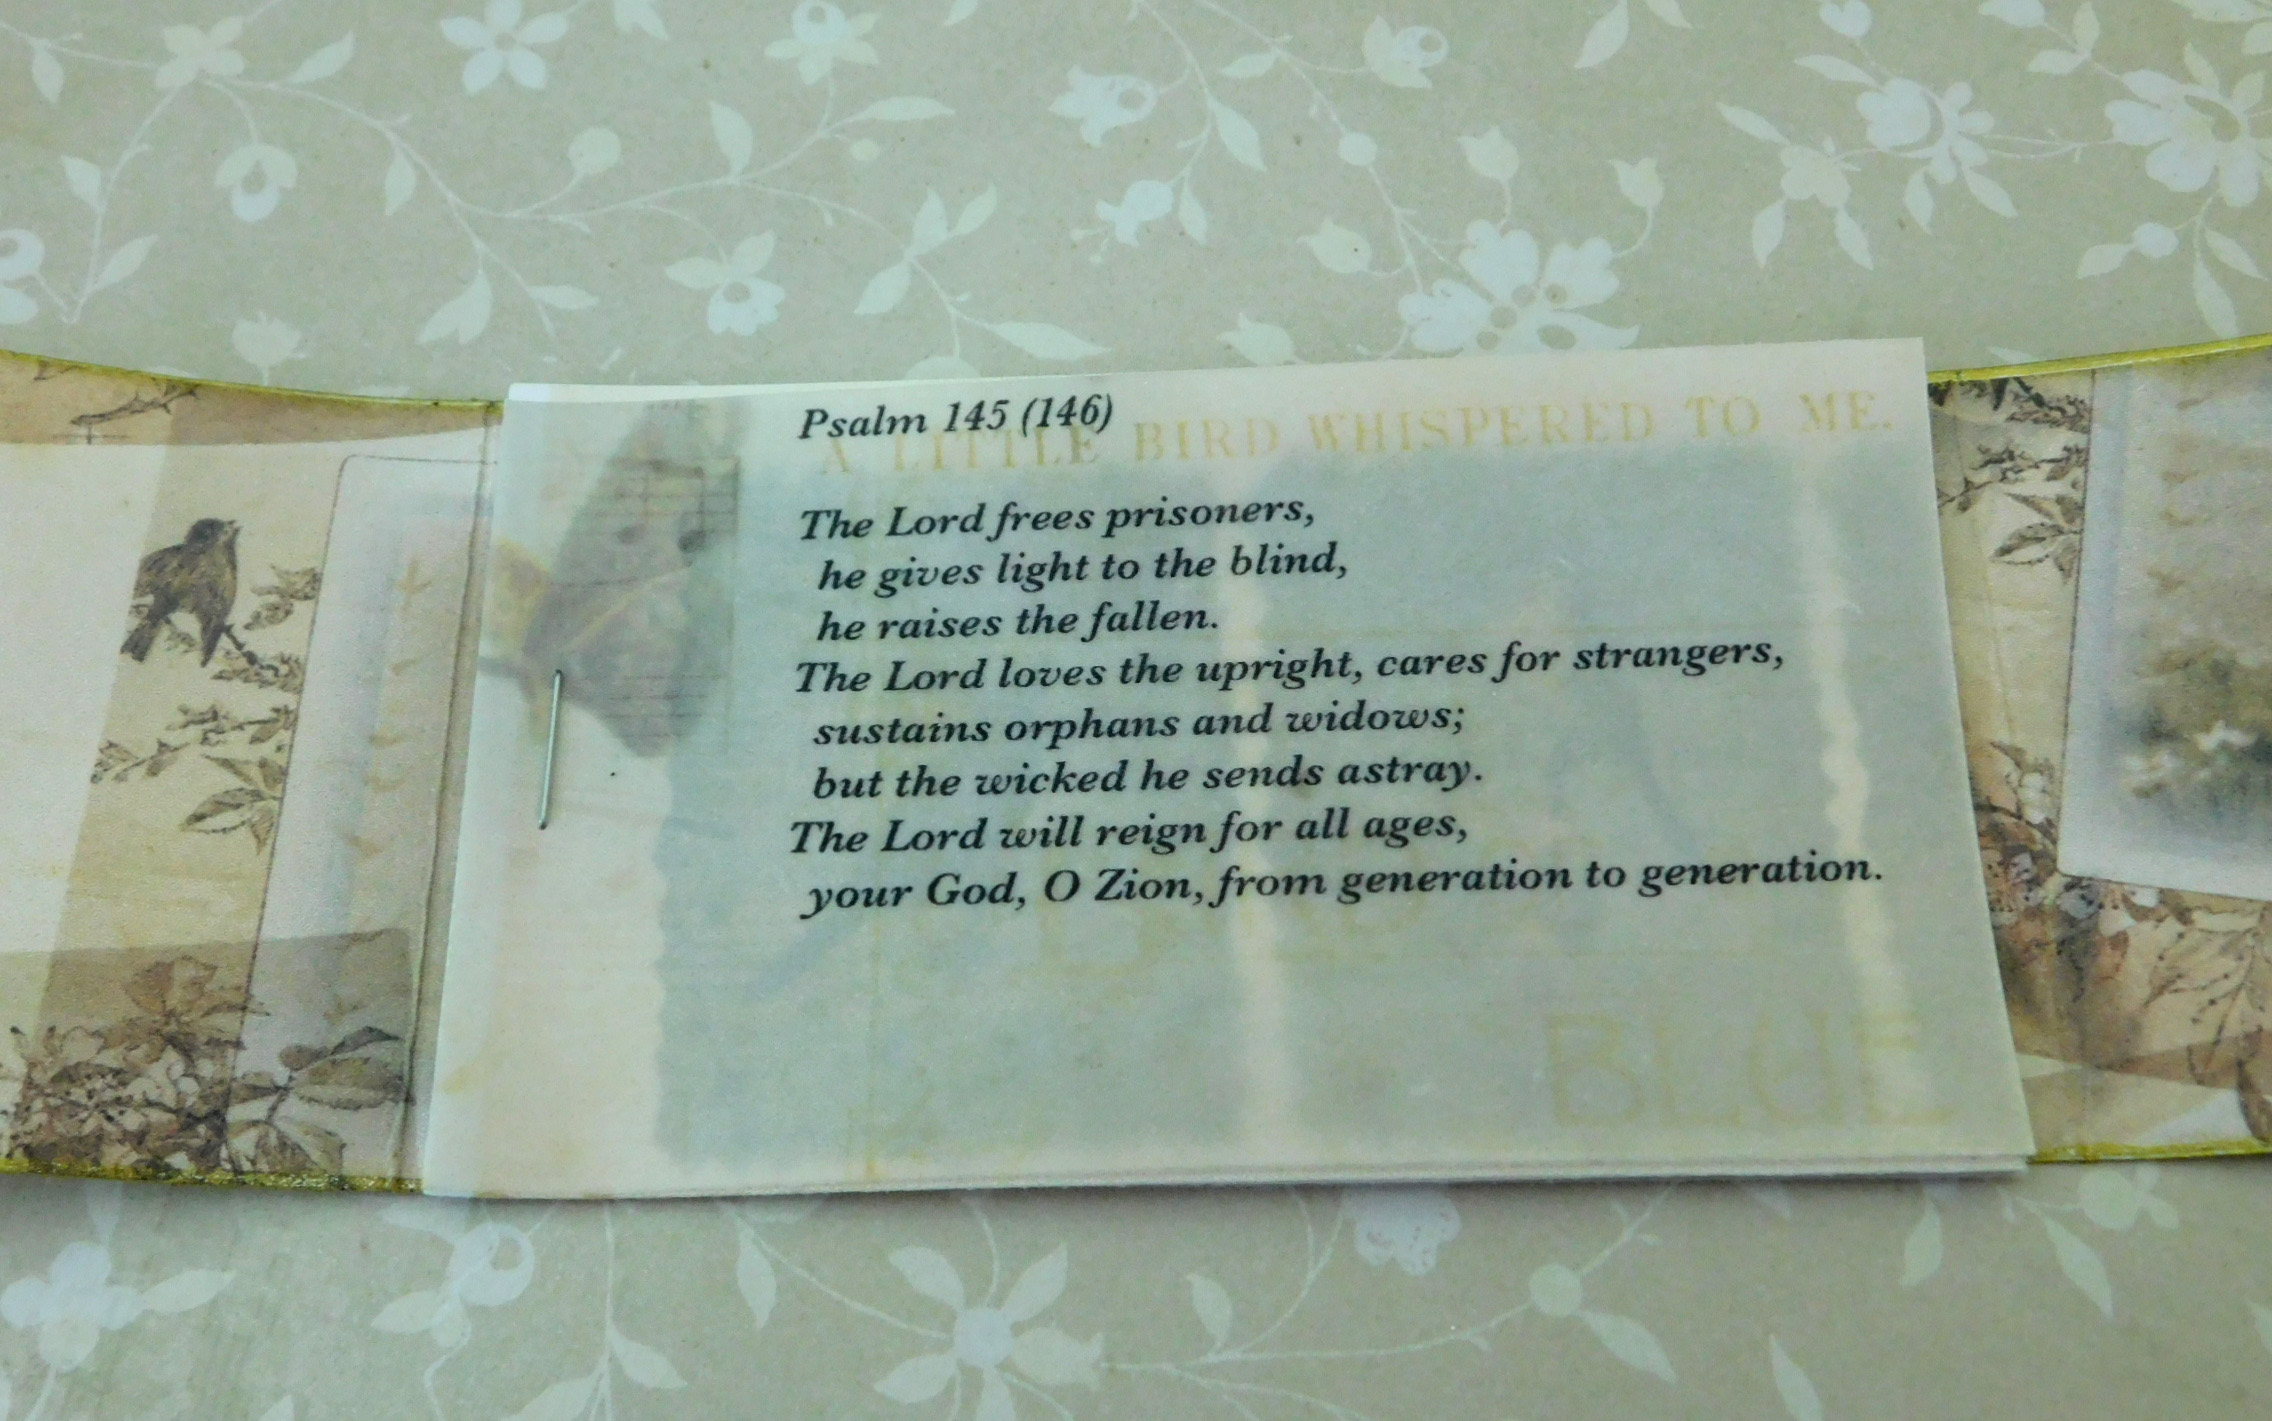 Psalm 145 (146)
A LITTLE BIRD WHISPERED TO ME.
The Lord frees prisoners,
he gives light to the blind,
he raises the fallen.
The Lord loves the upright, cares for strangers,
sustains orphans and widows;
but the wicked he sends astray.
The Lord will reign for all ages,
your God, O Zion, from generation to generation.
BLUE